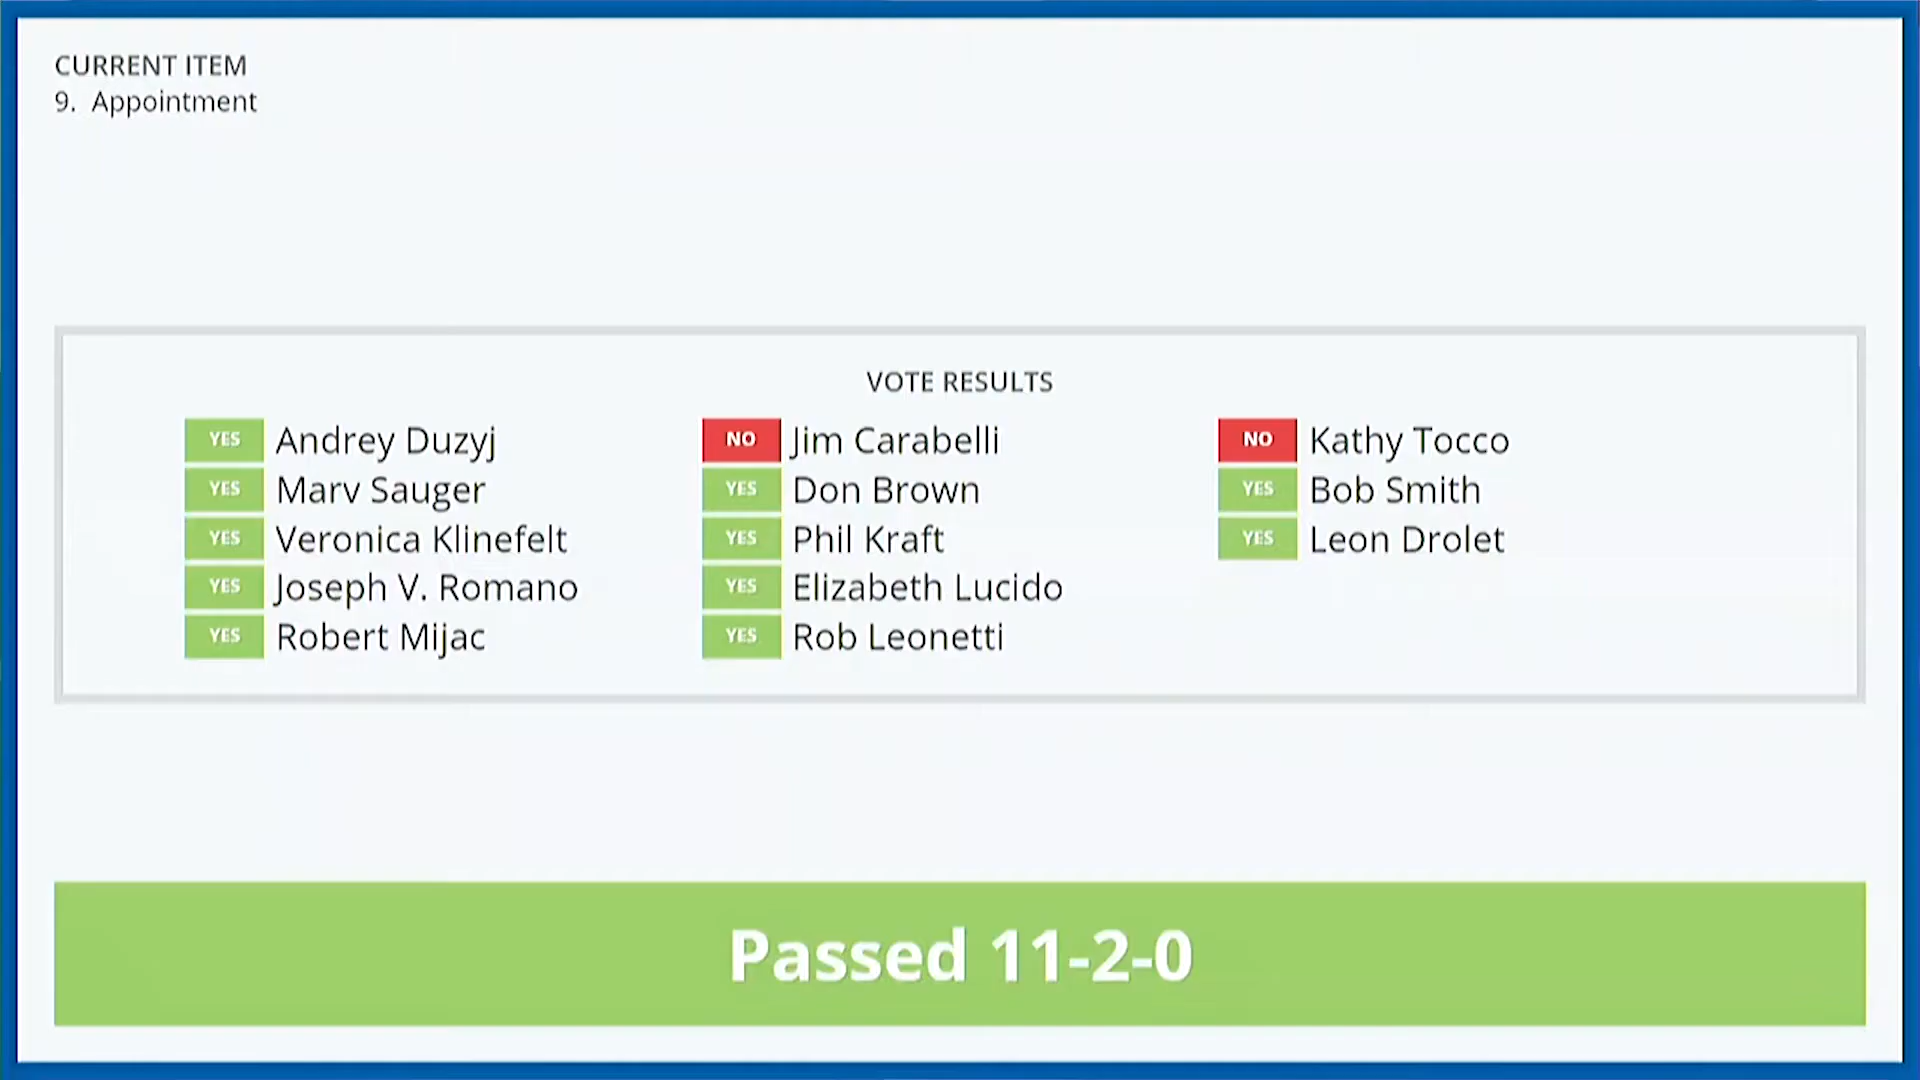 CURRENT ITEM
9. Appointment
VOTE RESULTS
YES Andrey Duzyj
YES Marv Sauger
YES Veronica Klinefelt
YES Joseph V. Romano
YES Robert Mijac
NO Jim Carabelli
YES Don Brown
YES Phil Kraft
YES Elizabeth Lucido
YES Rob Leonetti
NO Kathy Tocco
YES Bob Smith
YES Leon Drolet
Passed 11-2-0